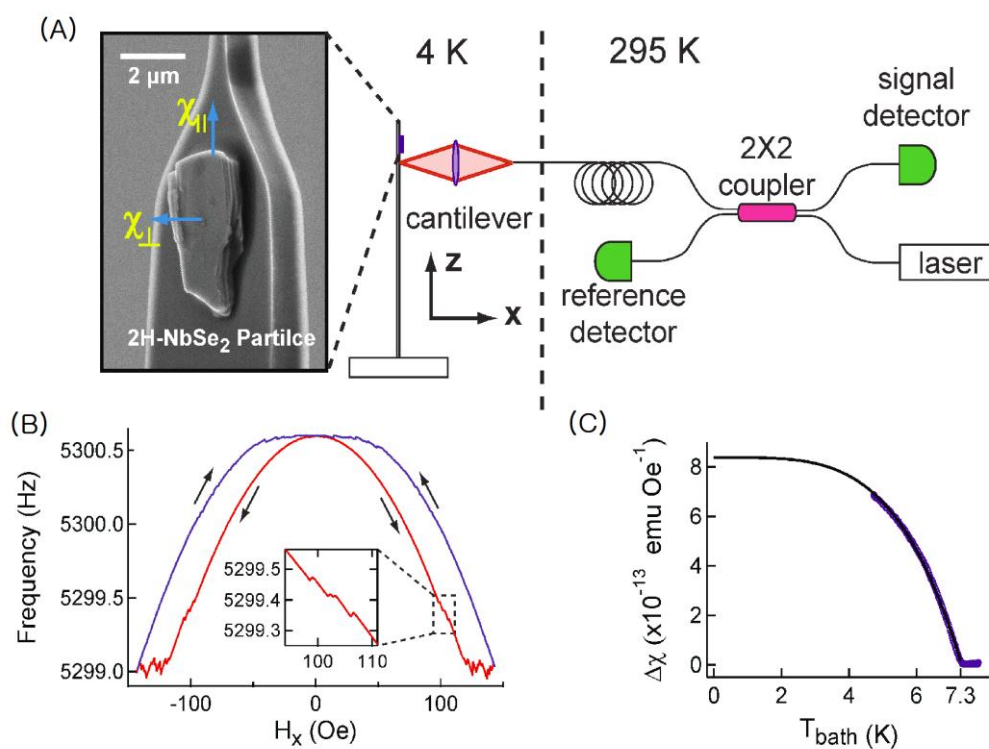 (A)
2 μm
χ||
χ⊥
2H-NbSe2 Partilce
4 K
295 K
signal
detector
2X2
coupler
cantilever
laser
z
x
reference
detector
(B)
Frequency (Hz)
5300.5
5300.0
5299.5
5299.0
5299.5
5299.4
5299.3
100
110
-100
0
100
Hx (Oe)
(C)
Δχ (x10-13 emu Oe-1)
8
6
4
2
0
0
2
4
6
7.3
Tbath (K)